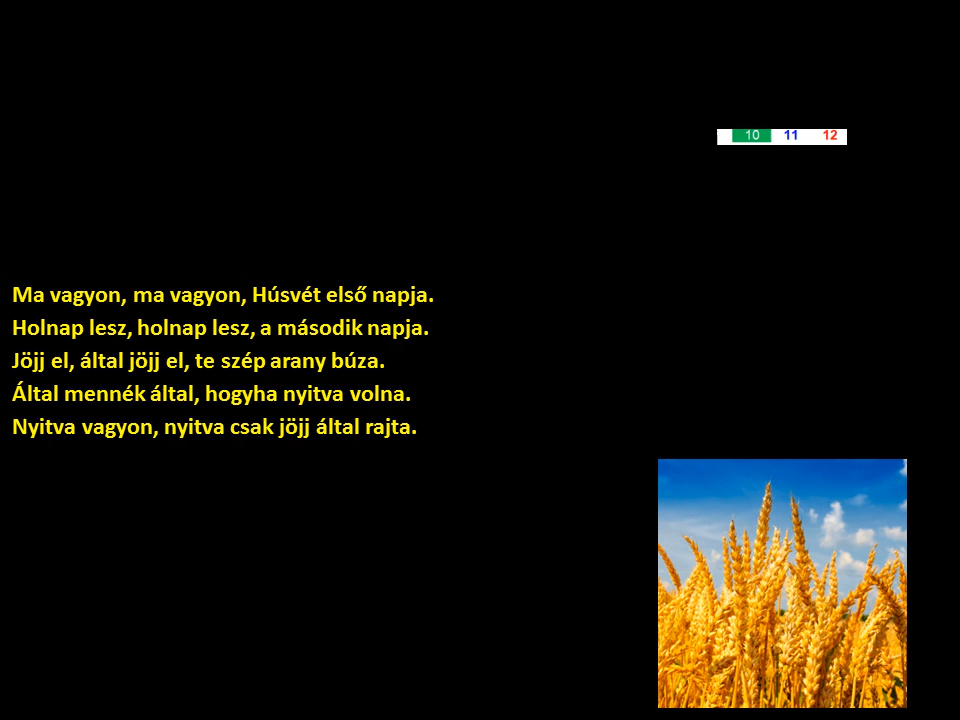 10 11 12
Ma vagyon, ma vagyon, Húsvét első napja.
Holnap lesz, holnap lesz, a második napja.
Jöjj el, által jöjj el, te szép arany búza.
Által mennék által, hogyha nyitva volna.
Nyitva vagyon, nyitva csak jöjj által rajta.